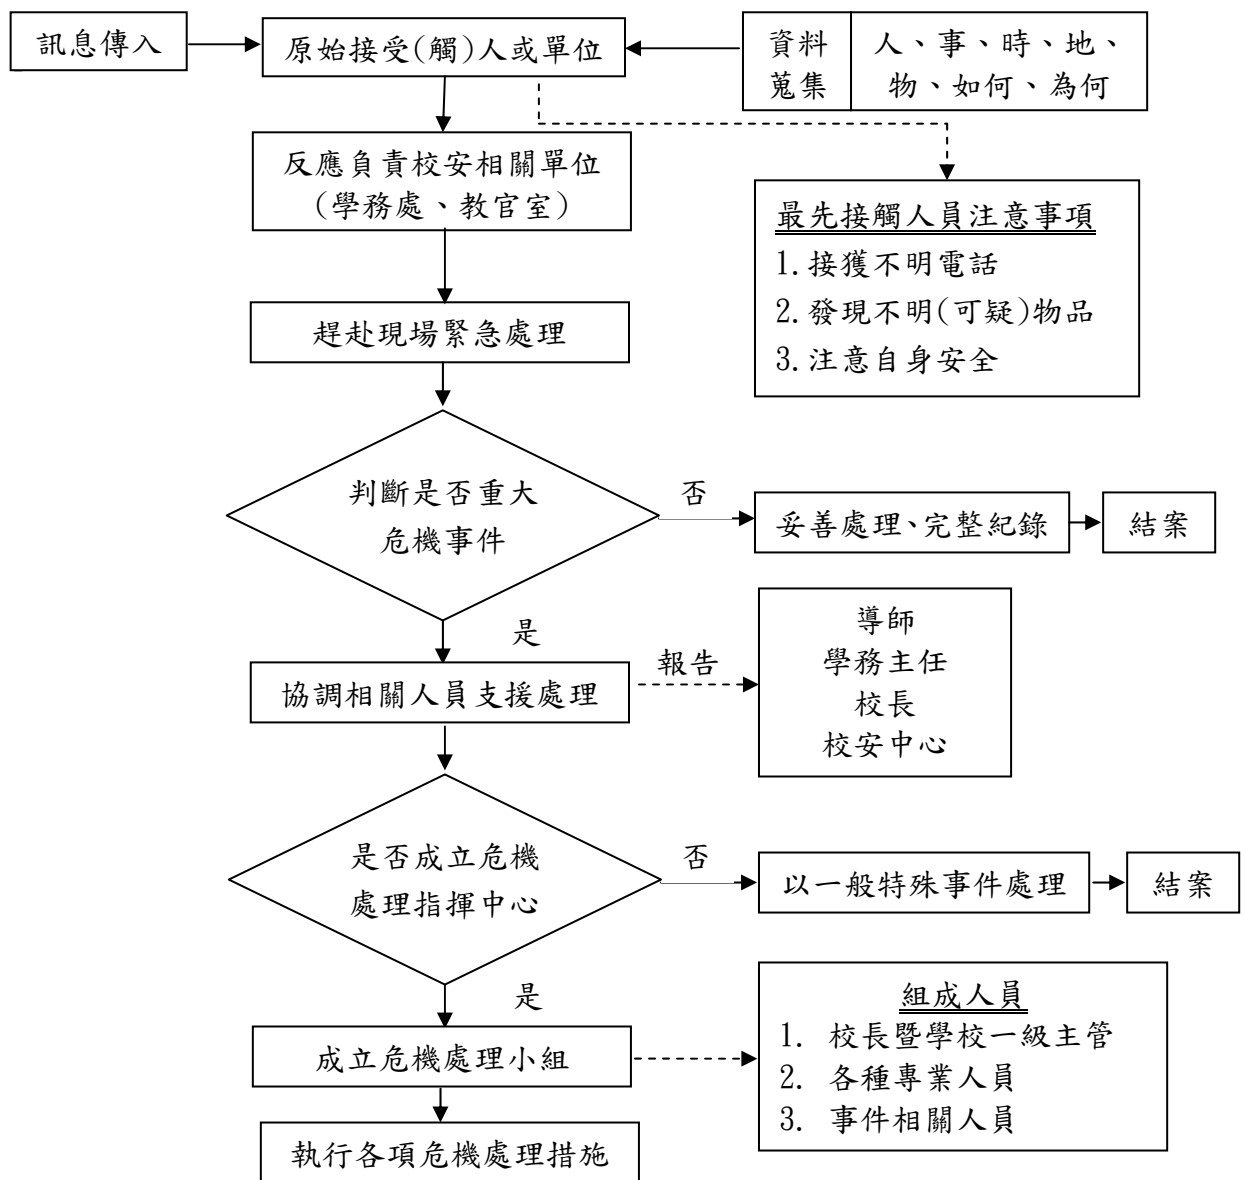 訊息傳入
原始接受(觸)人或單位
資料
蒐集
人、事、時、地、
物、如何、為何
反應負責校安相關單位
(學務處、教官室)
最先接觸人員注意事項
1.接獲不明電話
2.發現不明(可疑)物品
3.注意自身安全
趕赴現場緊急處理
判斷是否重大
危機事件
否
妥善處理、完整紀錄
結案
是
協調相關人員支援處理
報告
導師
學務主任
校長
校安中心
是否成立危機
處理指揮中心
否
以一般特殊事件處理
結案
是
成立危機處理小組
組成人員
1. 校長暨學校一級主管
2. 各種專業人員
3. 事件相關人員
執行各項危機處理措施